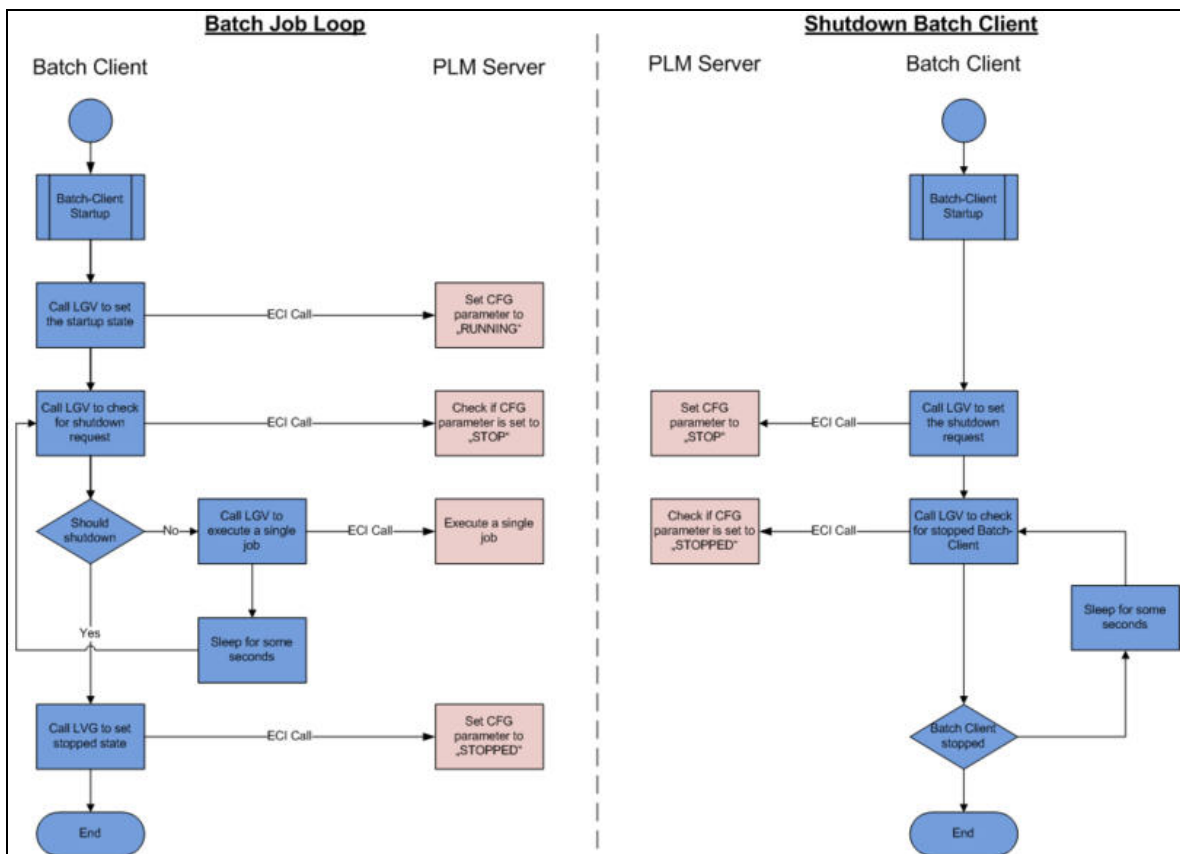 Batch Job Loop
Batch Client
PLM Server
Batch-Client
Startup
Call LGV to set
the startup state
ECI Call
Set CFG
parameter to
„RUNNING“
Call LGV to check
for shutdown
request
ECI Call
Check if CFG
parameter is set to
„STOP“
Should
shutdown
No
Call LGV to
execute a single
job
ECI Call
Execute a single
job
Yes
Sleep for some
seconds
Call LVG to set
stopped state
ECI Call
Set CFG
parameter to
„STOPPED“
End
Shutdown Batch Client
PLM Server
Batch Client
Batch-Client
Startup
Set CFG
parameter to
„STOP“
ECI Call
Call LGV to set
the shutdown
request
Check if CFG
parameter is set to
„STOPPED“
ECI Call
Call LGV to check
for stopped Batch-
Client
Sleep for some
seconds
Batch Client
stopped
End